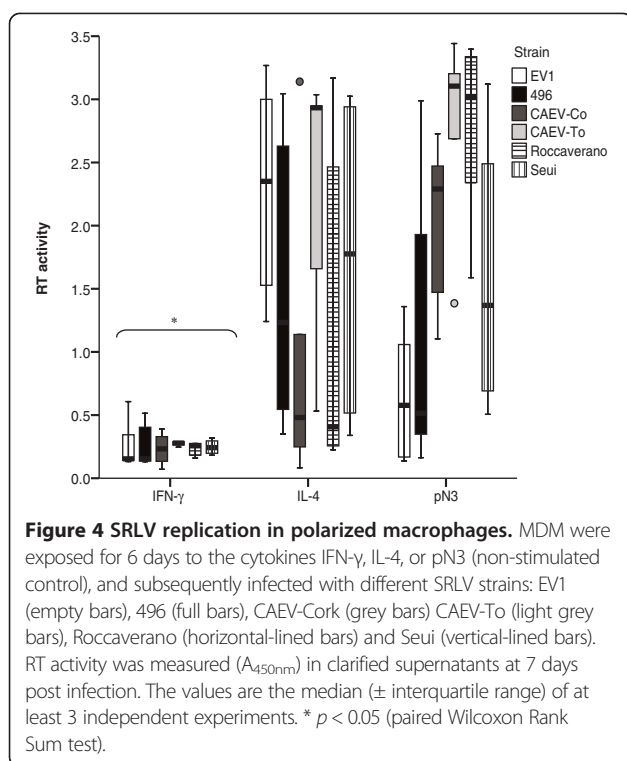 3.5
3.0
2.5
2.0
1.5
1.0
0.5
0.0
RT activity
*
IFN-γ
IL-4
pN3
Strain
EV1
496
CAEV-Co
CAEV-To
Roccaverano
Seui
Figure 4 SRLV replication in polarized macrophages. MDM were
exposed for 6 days to the cytokines IFN-γ, IL-4, or pN3 (non-stimulated
control), and subsequently infected with different SRLV strains: EV1
(empty bars), 496 (full bars), CAEV-Cork (grey bars) CAEV-To (light grey
bars), Roccaverano (horizontal-lined bars) and Seui (vertical-lined bars).
RT activity was measured (A450nm) in clarified supernatants at 7 days
post infection. The values are the median (± interquartile range) of at
least 3 independent experiments. * p < 0.05 (paired Wilcoxon Rank
Sum test).